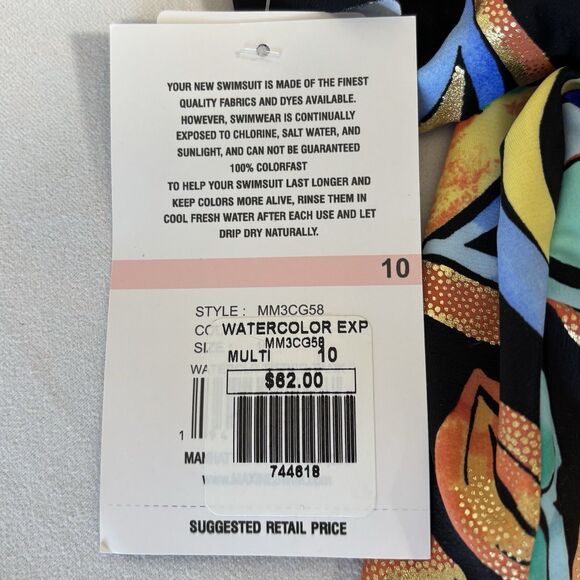 YOUR NEW SWIMSUIT IS MADE OF THE FINEST
QUALITY FABRICS AND DYES AVAILABLE.
HOWEVER, SWIMWEAR IS CONTINUALLY
EXPOSED TO CHLORINE, SALT WATER, AND
SUNLIGHT, AND CAN NOT BE GUARANTEED
100% COLORFAST
TO HELP YOUR SWIMSUIT LAST LONGER AND
KEEP COLORS MORE ALIVE, RINSE THEM IN
COOL FRESH WATER AFTER EACH USE AND LET
DRIP DRY NATURALLY.
10
STYLE : MM3CG58
WATERCOLOR EXP
MM3CG58
MULTI 10
$62.00
744618
SUGGESTED RETAIL PRICE